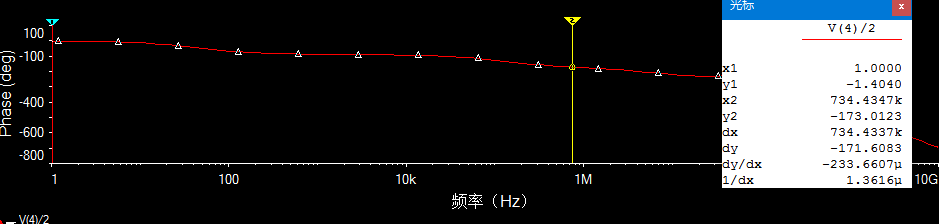 光标
V(4)/2
x1 1.0000
y1 -1.4040
x2 734.4347k
y2 -173.0123
dx 734.4337k
dy -171.6083
dy/dx -233.6607μ
1/dx 1.3616μ
1
2
Phase (deg)
100
-100
-400
-600
-800
1 100 10k 1M 10G
频率（Hz）
V(4)/2